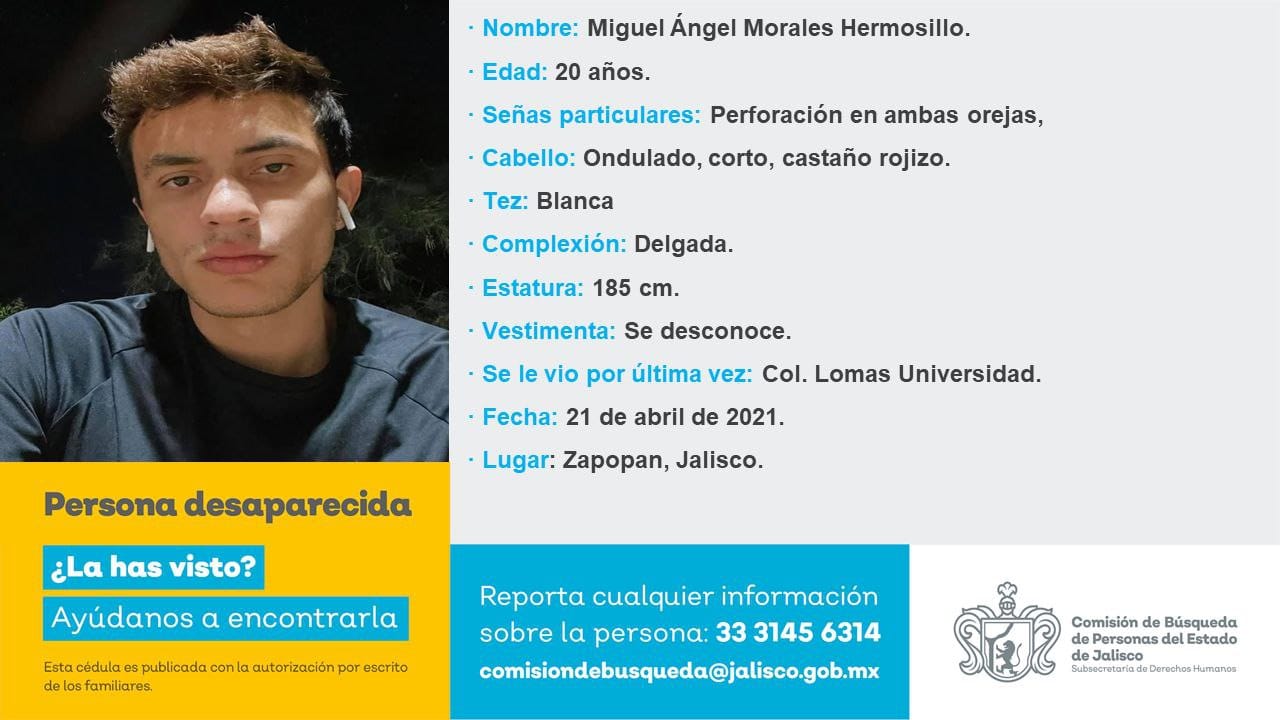 · Nombre: Miguel Ángel Morales Hermosillo.
· Edad: 20 años.
· Señas particulares: Perforación en ambas orejas,
· Cabello: Ondulado, corto, castaño rojizo.
· Tez: Blanca
· Complexión: Delgada.
· Estatura: 185 cm.
· Vestimenta: Se desconoce.
· Se le vio por última vez: Col. Lomas Universidad.
· Fecha: 21 de abril de 2021.
· Lugar: Zapopan, Jalisco.
Persona desaparecida
¿La has visto?
Ayúdanos a encontrarla
Esta cédula es publicada con la autorización por escrito
de los familiares.
Reporta cualquier información
sobre la persona: 33 3145 6314
comisiondebusqueda@jalisco.gob.mx
Comisión de Búsqueda
de Personas del Estado
de Jalisco
Subsecretaría de Derechos Humanos